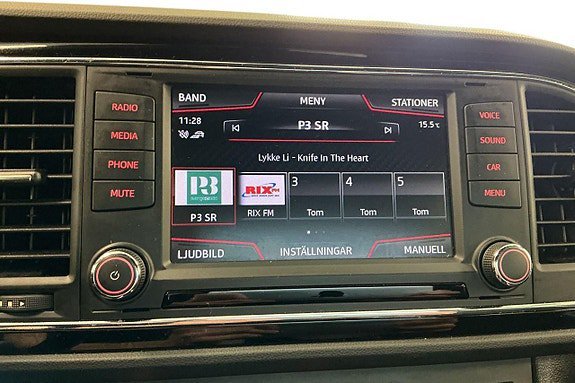 RADIO
MEDIA
PHONE
MUTE
BAND
MENY
STATIONER
11:28
P3 SR
15.5°C
Lykke Li - Knife In The Heart
P3
P3 SR
RIX FM
RIX FM
3
Tom
4
Tom
5
Tom
LJUDBILD
INSTÄLLNINGAR
MANUELL
VOICE
SOUND
CAR
MENU